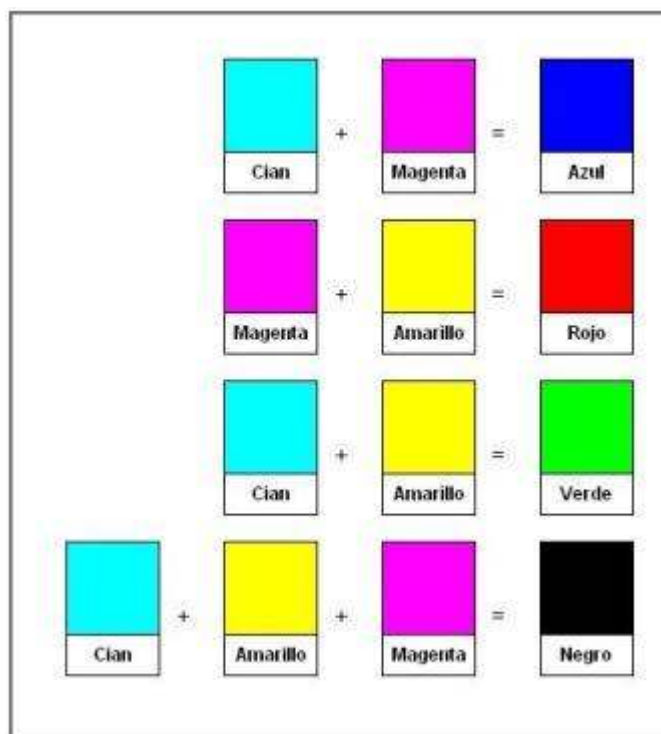 + =
Cian Magenta Azul
+ =
Magenta Amarillo Rojo
+ =
Cian Amarillo Verde
+ + =
Cian Amarillo Magenta Negro